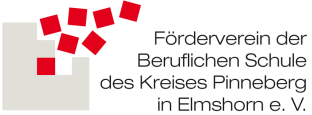 Förderverein der
Beruflichen Schule
des Kreises Pinneberg
in Elmshorn e. V.